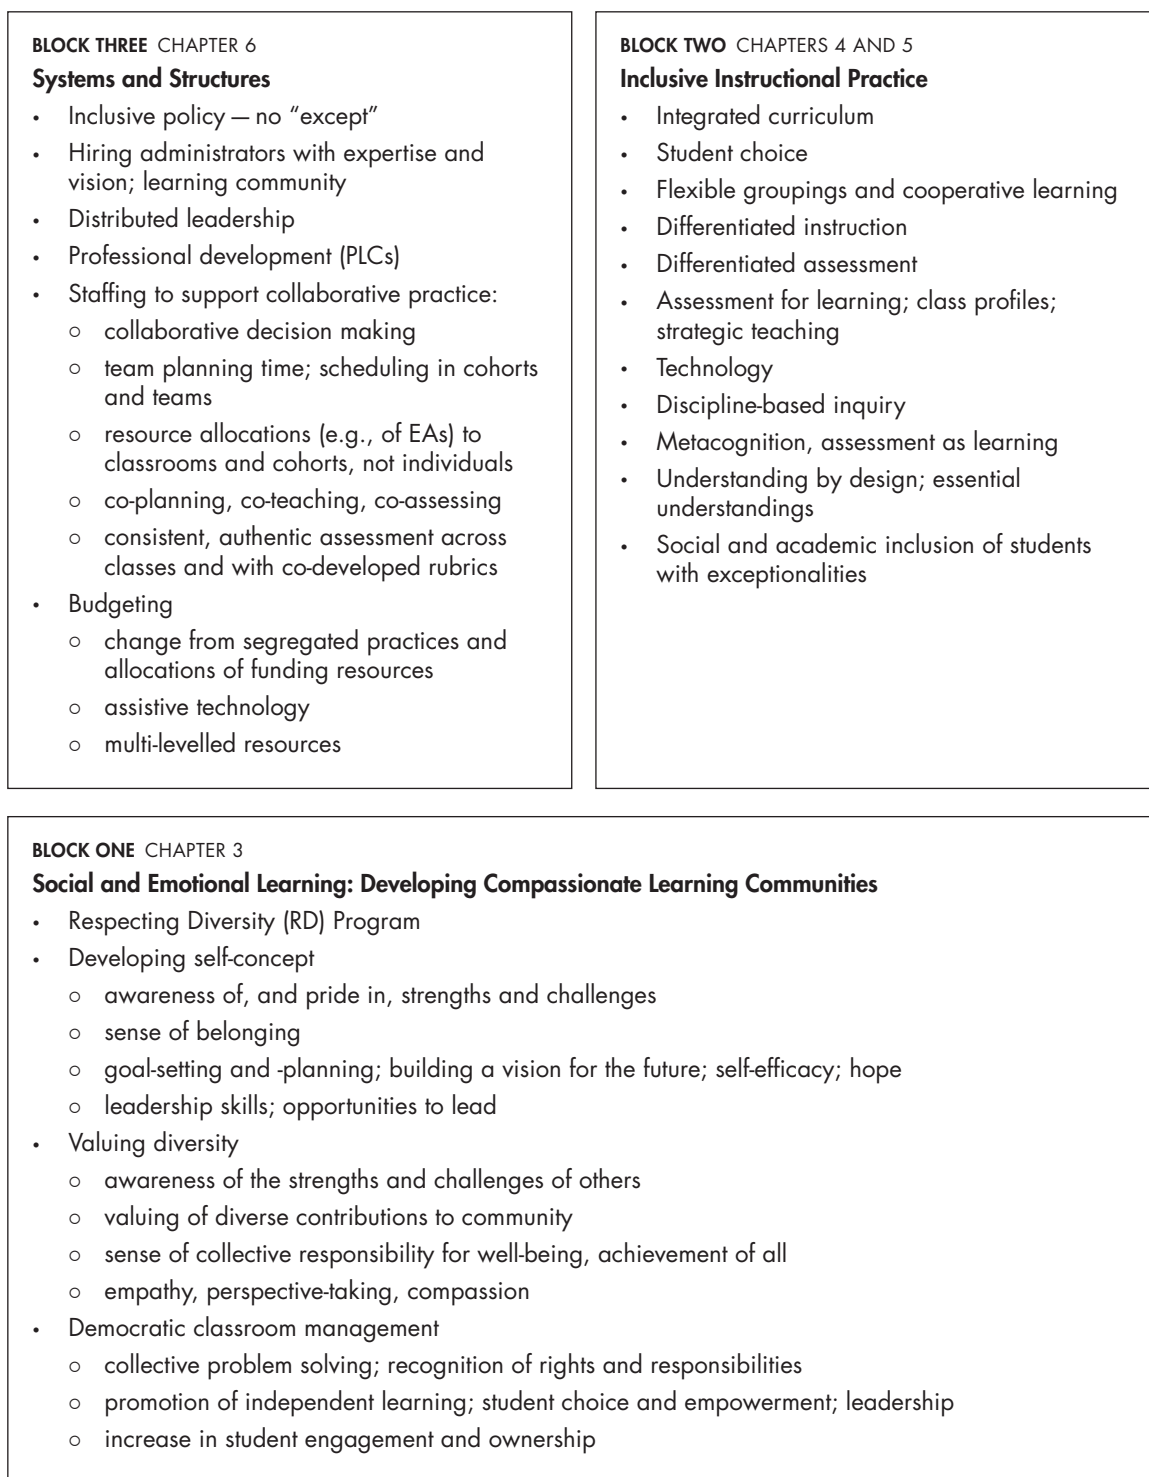 BLOCK THREE CHAPTER 6
Systems and Structures
• Inclusive policy — no “except”
• Hiring administrators with expertise and
vision; learning community
• Distributed leadership
• Professional development (PLCs)
• Staffing to support collaborative practice:
○ collaborative decision making
○ team planning time; scheduling in cohorts
and teams
○ resource allocations (e.g., of EAs) to
classrooms and cohorts, not individuals
○ co-planning, co-teaching, co-assessing
○ consistent, authentic assessment across
classes and with co-developed rubrics
• Budgeting
○ change from segregated practices and
allocations of funding resources
○ assistive technology
○ multi-levelled resources
BLOCK TWO CHAPTERS 4 AND 5
Inclusive Instructional Practice
• Integrated curriculum
• Student choice
• Flexible groupings and cooperative learning
• Differentiated instruction
• Differentiated assessment
• Assessment for learning; class profiles;
strategic teaching
• Technology
• Discipline-based inquiry
• Metacognition, assessment as learning
• Understanding by design; essential
understandings
• Social and academic inclusion of students
with exceptionalities
BLOCK ONE CHAPTER 3
Social and Emotional Learning: Developing Compassionate Learning Communities
• Respecting Diversity (RD) Program
• Developing self-concept
○ awareness of, and pride in, strengths and challenges
○ sense of belonging
○ goal-setting and -planning; building a vision for the future; self-efficacy; hope
○ leadership skills; opportunities to lead
• Valuing diversity
○ awareness of the strengths and challenges of others
○ valuing of diverse contributions to community
○ sense of collective responsibility for well-being, achievement of all
○ empathy, perspective-taking, compassion
• Democratic classroom management
○ collective problem solving; recognition of rights and responsibilities
○ promotion of independent learning; student choice and empowerment; leadership
○ increase in student engagement and ownership